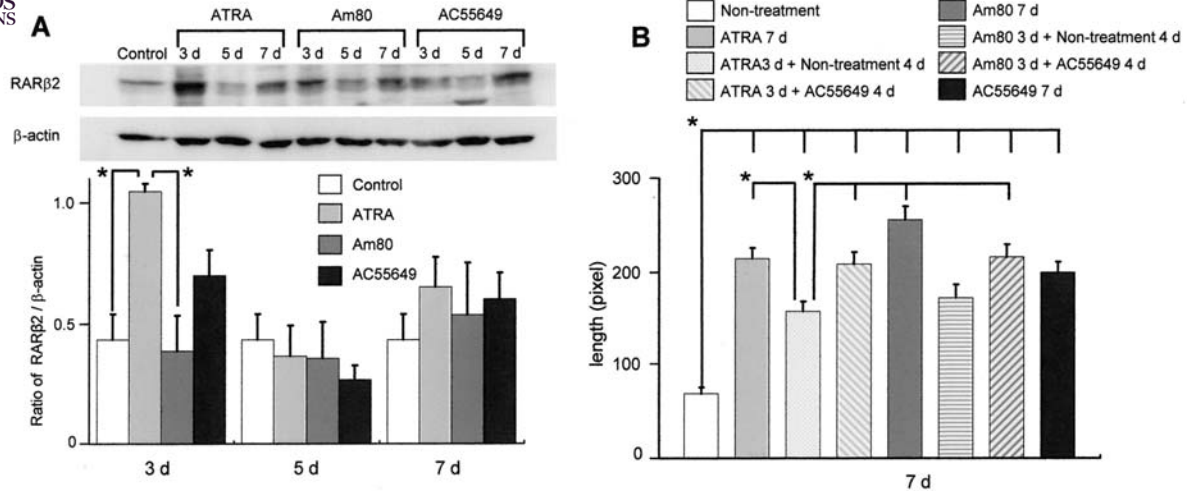 NS
A
ATRA Am80 AC55649
Control 3 d 5 d 7 d 3 d 5 d 7 d 3 d 5 d 7 d
RARβ2
β-actin
* *
Control
ATRA
Am80
AC55649
Ratio of RARβ2 / β-actin
1.0
0.5
0
3 d 5 d 7 d
B
Non-treatment
ATRA 7 d
ATRA3 d + Non-treatment 4 d
ATRA 3 d + AC55649 4 d
Am80 7 d
Am80 3 d + Non-treatment 4 d
Am80 3 d + AC55649 4 d
AC55649 7 d
*
* *
length (pixel)
300
200
100
0
7 d